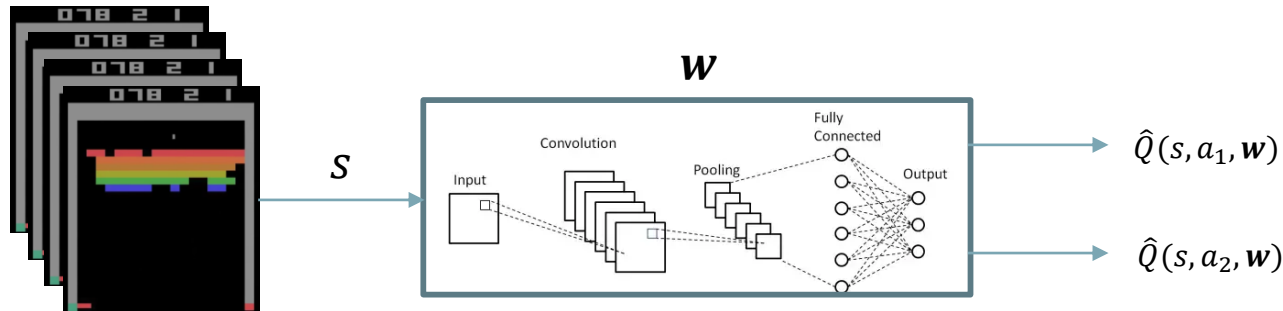 078 2 1
078 2 1
078 2 1
078 2 1
s
w
Input
Convolution
Pooling
Fully
Connected
Output
Q̂(s, a₁, w)
Q̂(s, a₂, w)